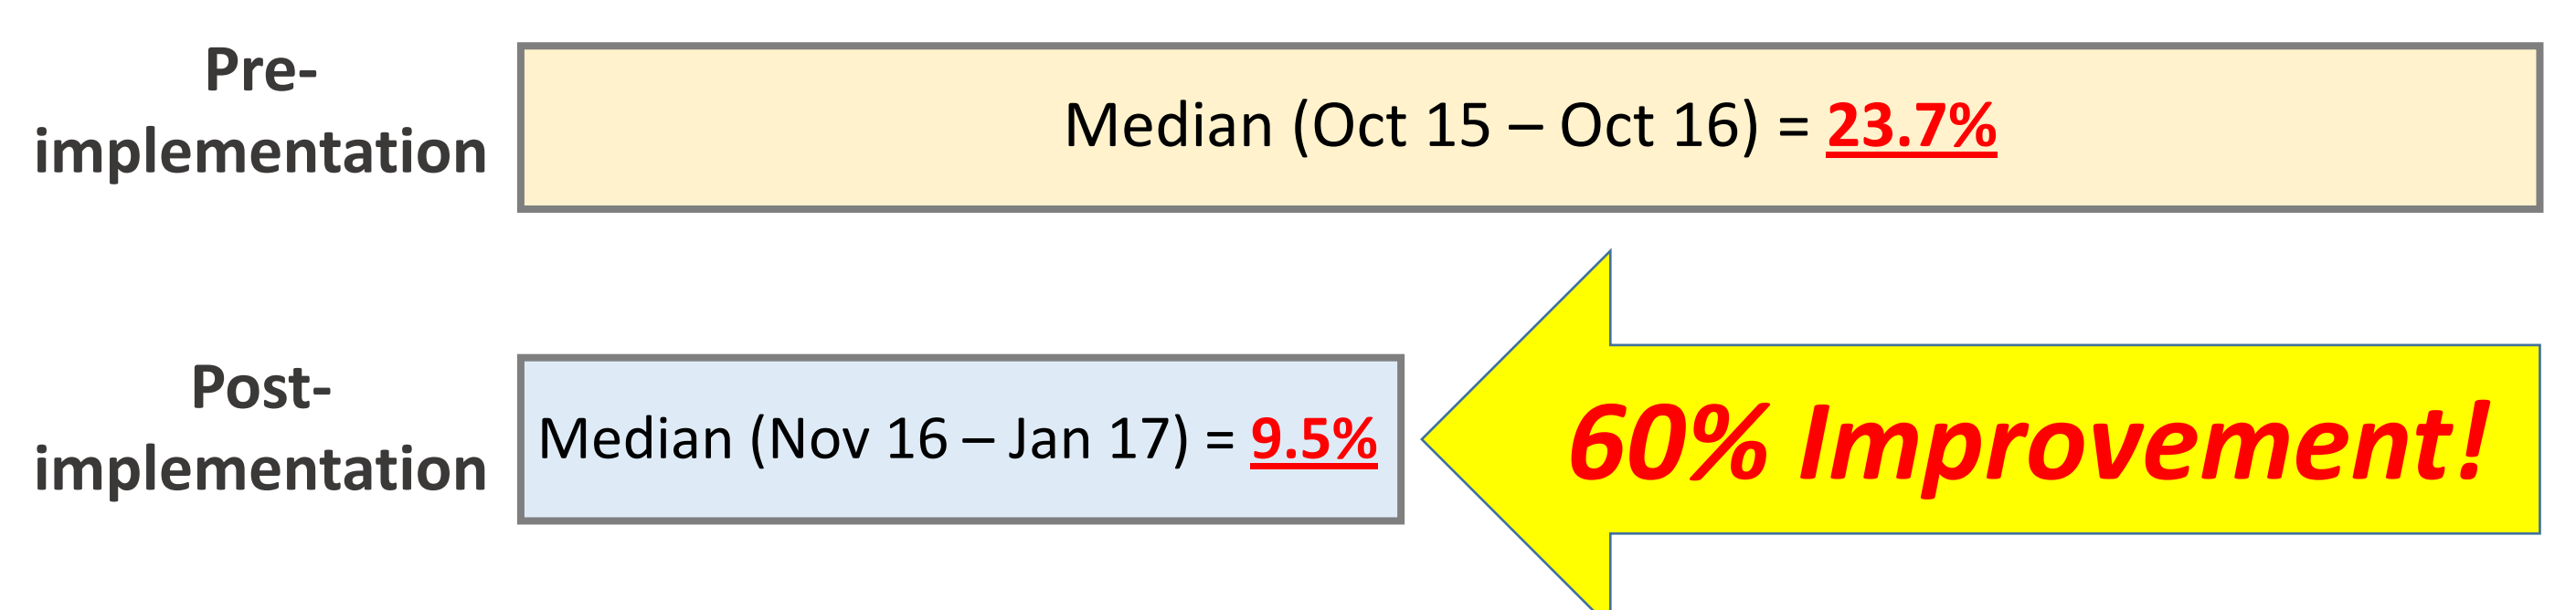 Pre-
implementation
Median (Oct 15 – Oct 16) = 23.7%
Post-
implementation
Median (Nov 16 – Jan 17) = 9.5%
60% Improvement!